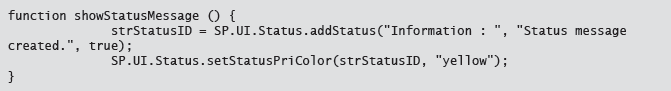 function showStatusMessage () {
strStatusID = SP.UI.Status.addStatus("Information : ", "Status message
created.", true);
SP.UI.Status.setStatusPriColor(strStatusID, "yellow");
}